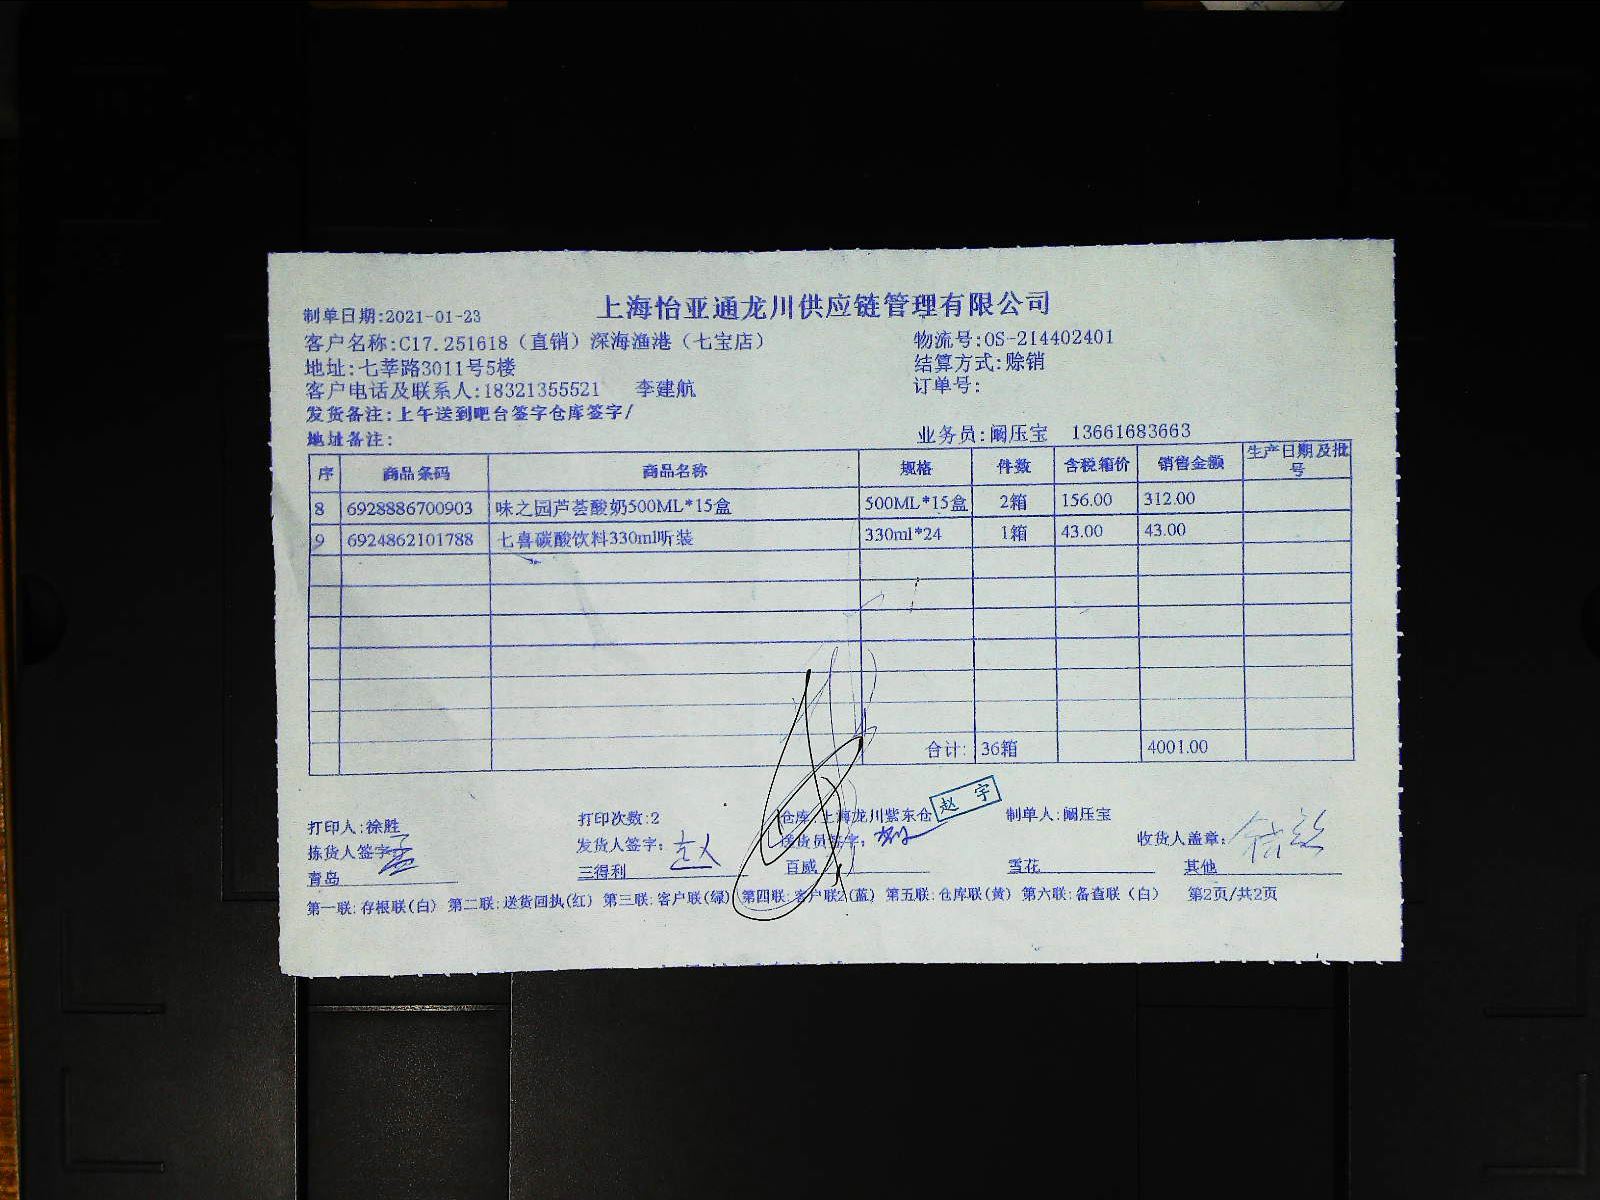 上海怡亚通龙川供应链管理有限公司
制单日期:2021-01-23
客户名称:C17.251618（直销）深海渔港（七宝店） 物流号:OS-214402401
地址:七莘路3011号5楼 结算方式:赊销
客户电话及联系人:18321355521 李建航 订单号:
发货备注:上午送到吧台签字仓库签字/
地址备注: 业务员:阚压宝 13661683663
序 商品条码 商品名称 规格 件数 含税箱价 销售金额 生产日期及批号
8 6928886700903 味之园芦荟酸奶500ML*15盒 500ML*15盒 2箱 156.00 312.00
9 6924862101788 七喜碳酸饮料330ml听装 330ml*24 1箱 43.00 43.00
合计: 36箱 4001.00
打印人:徐胜 打印次数:2 仓库:上海龙川紫东仓 赵宇 制单人:阚压宝
拣货人签字: 发货人签字: 送货员签字: 收货人盖章:
青岛 三得利 百威 雪花 其他
第一联:存根联(白) 第二联:送货回执(红) 第三联:客户联(绿) 第四联:客户联2(蓝) 第五联:仓库联(黄) 第六联:备查联（白） 第2页/共2页